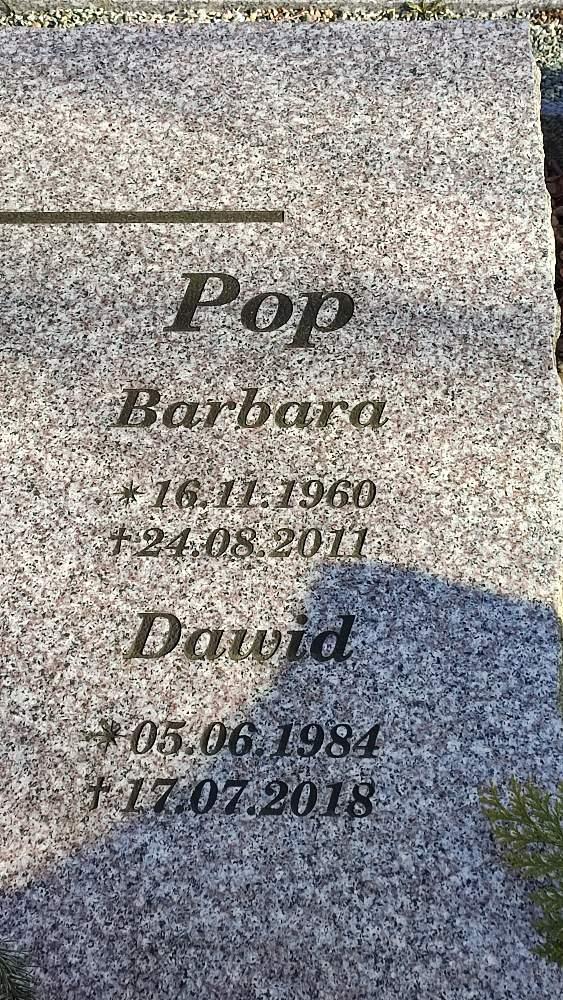 Pop
Barbara
*16.11.1960
†24.08.2011
Dawid
*05.06.1984
†17.07.2018